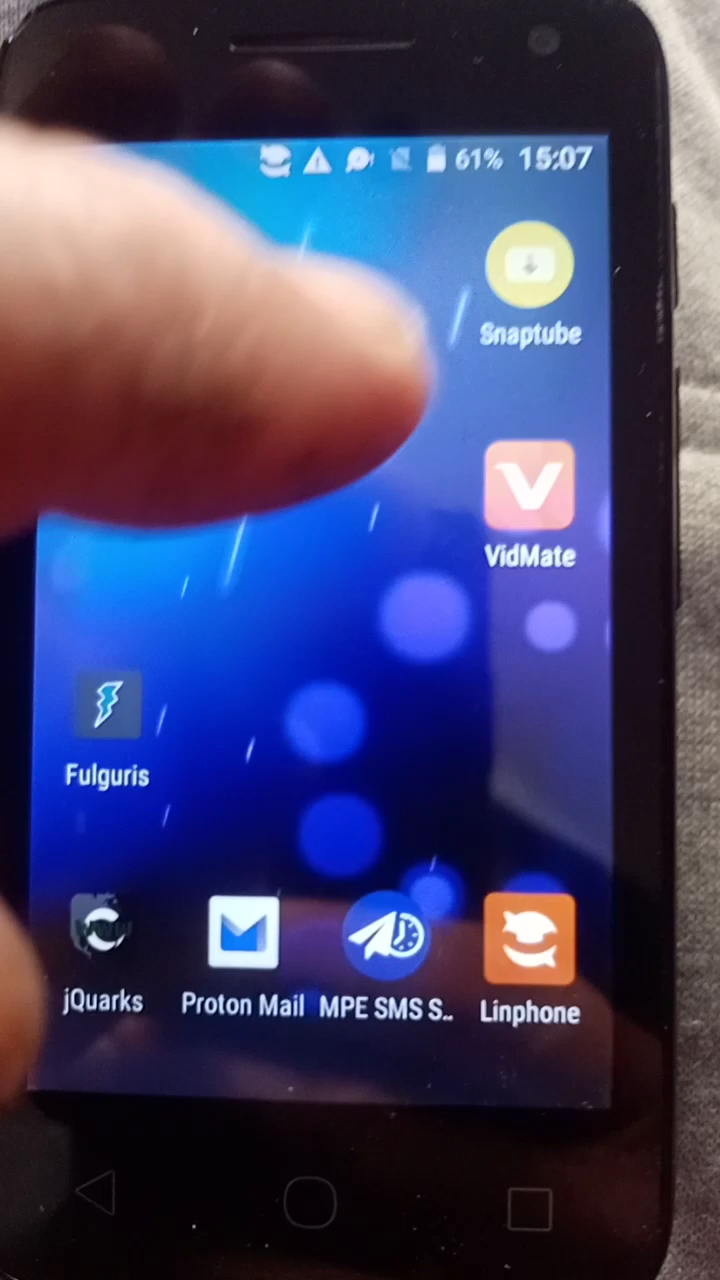 61% 15:07
Snaptube
VidMate
Fulguris
jQuarks
Proton Mail
MPE SMS S..
Linphone